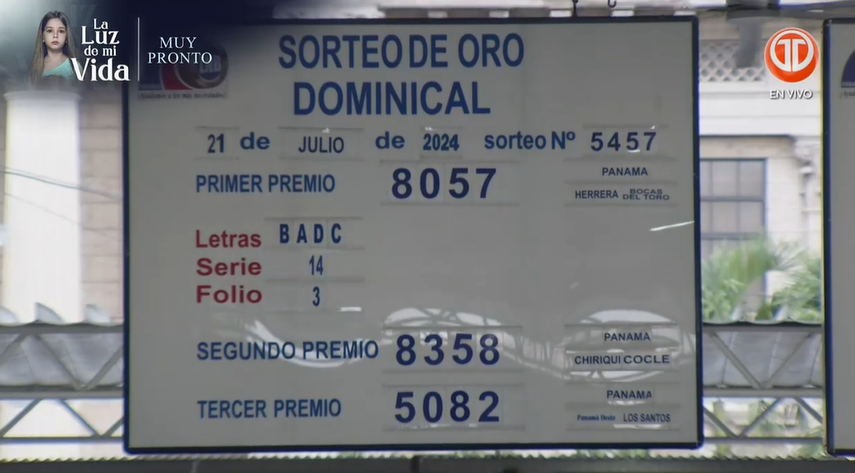 La Luz de mi Vida
MUY PRONTO
EN VIVO
SORTEO DE ORO
DOMINICAL
21 de JULIO de 2024 sorteo Nº 5457
PRIMER PREMIO 8057 PANAMA
HERRERA BOCAS DEL TORO
Letras BADC
Serie 14
Folio 3
SEGUNDO PREMIO 8358 PANAMA
CHIRIQUI COCLE
TERCER PREMIO 5082 PANAMA
Panamá Oeste LOS SANTOS